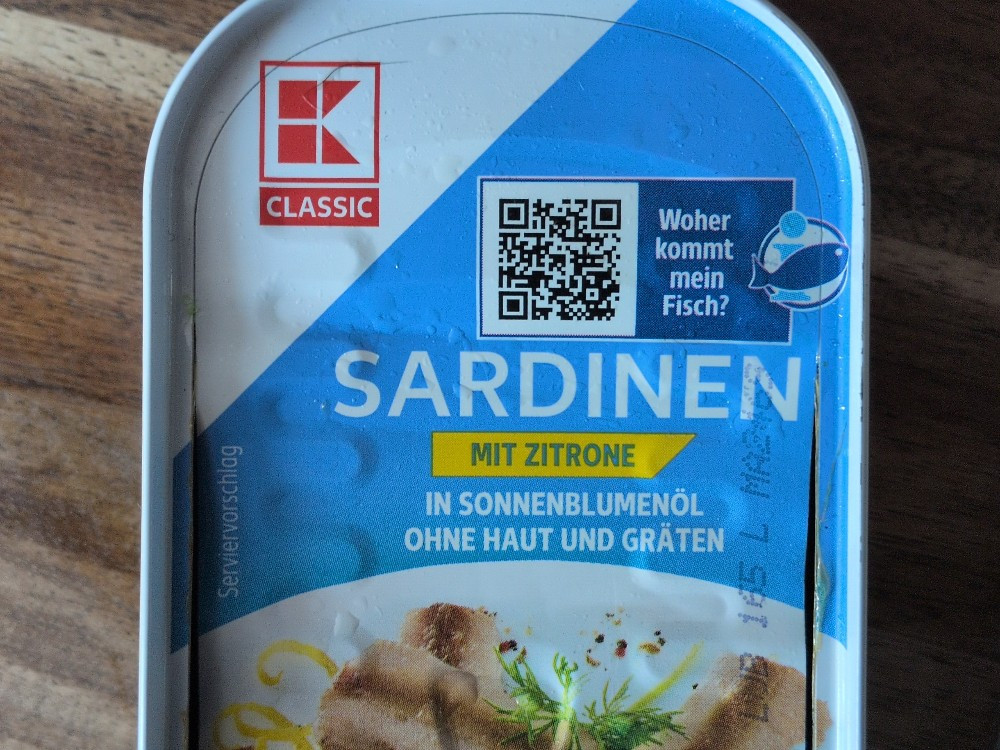 K
CLASSIC
Woher
kommt
mein
Fisch?
SARDINEN
MIT ZITRONE
IN SONNENBLUMENÖL
OHNE HAUT UND GRÄTEN
Serviervorschlag